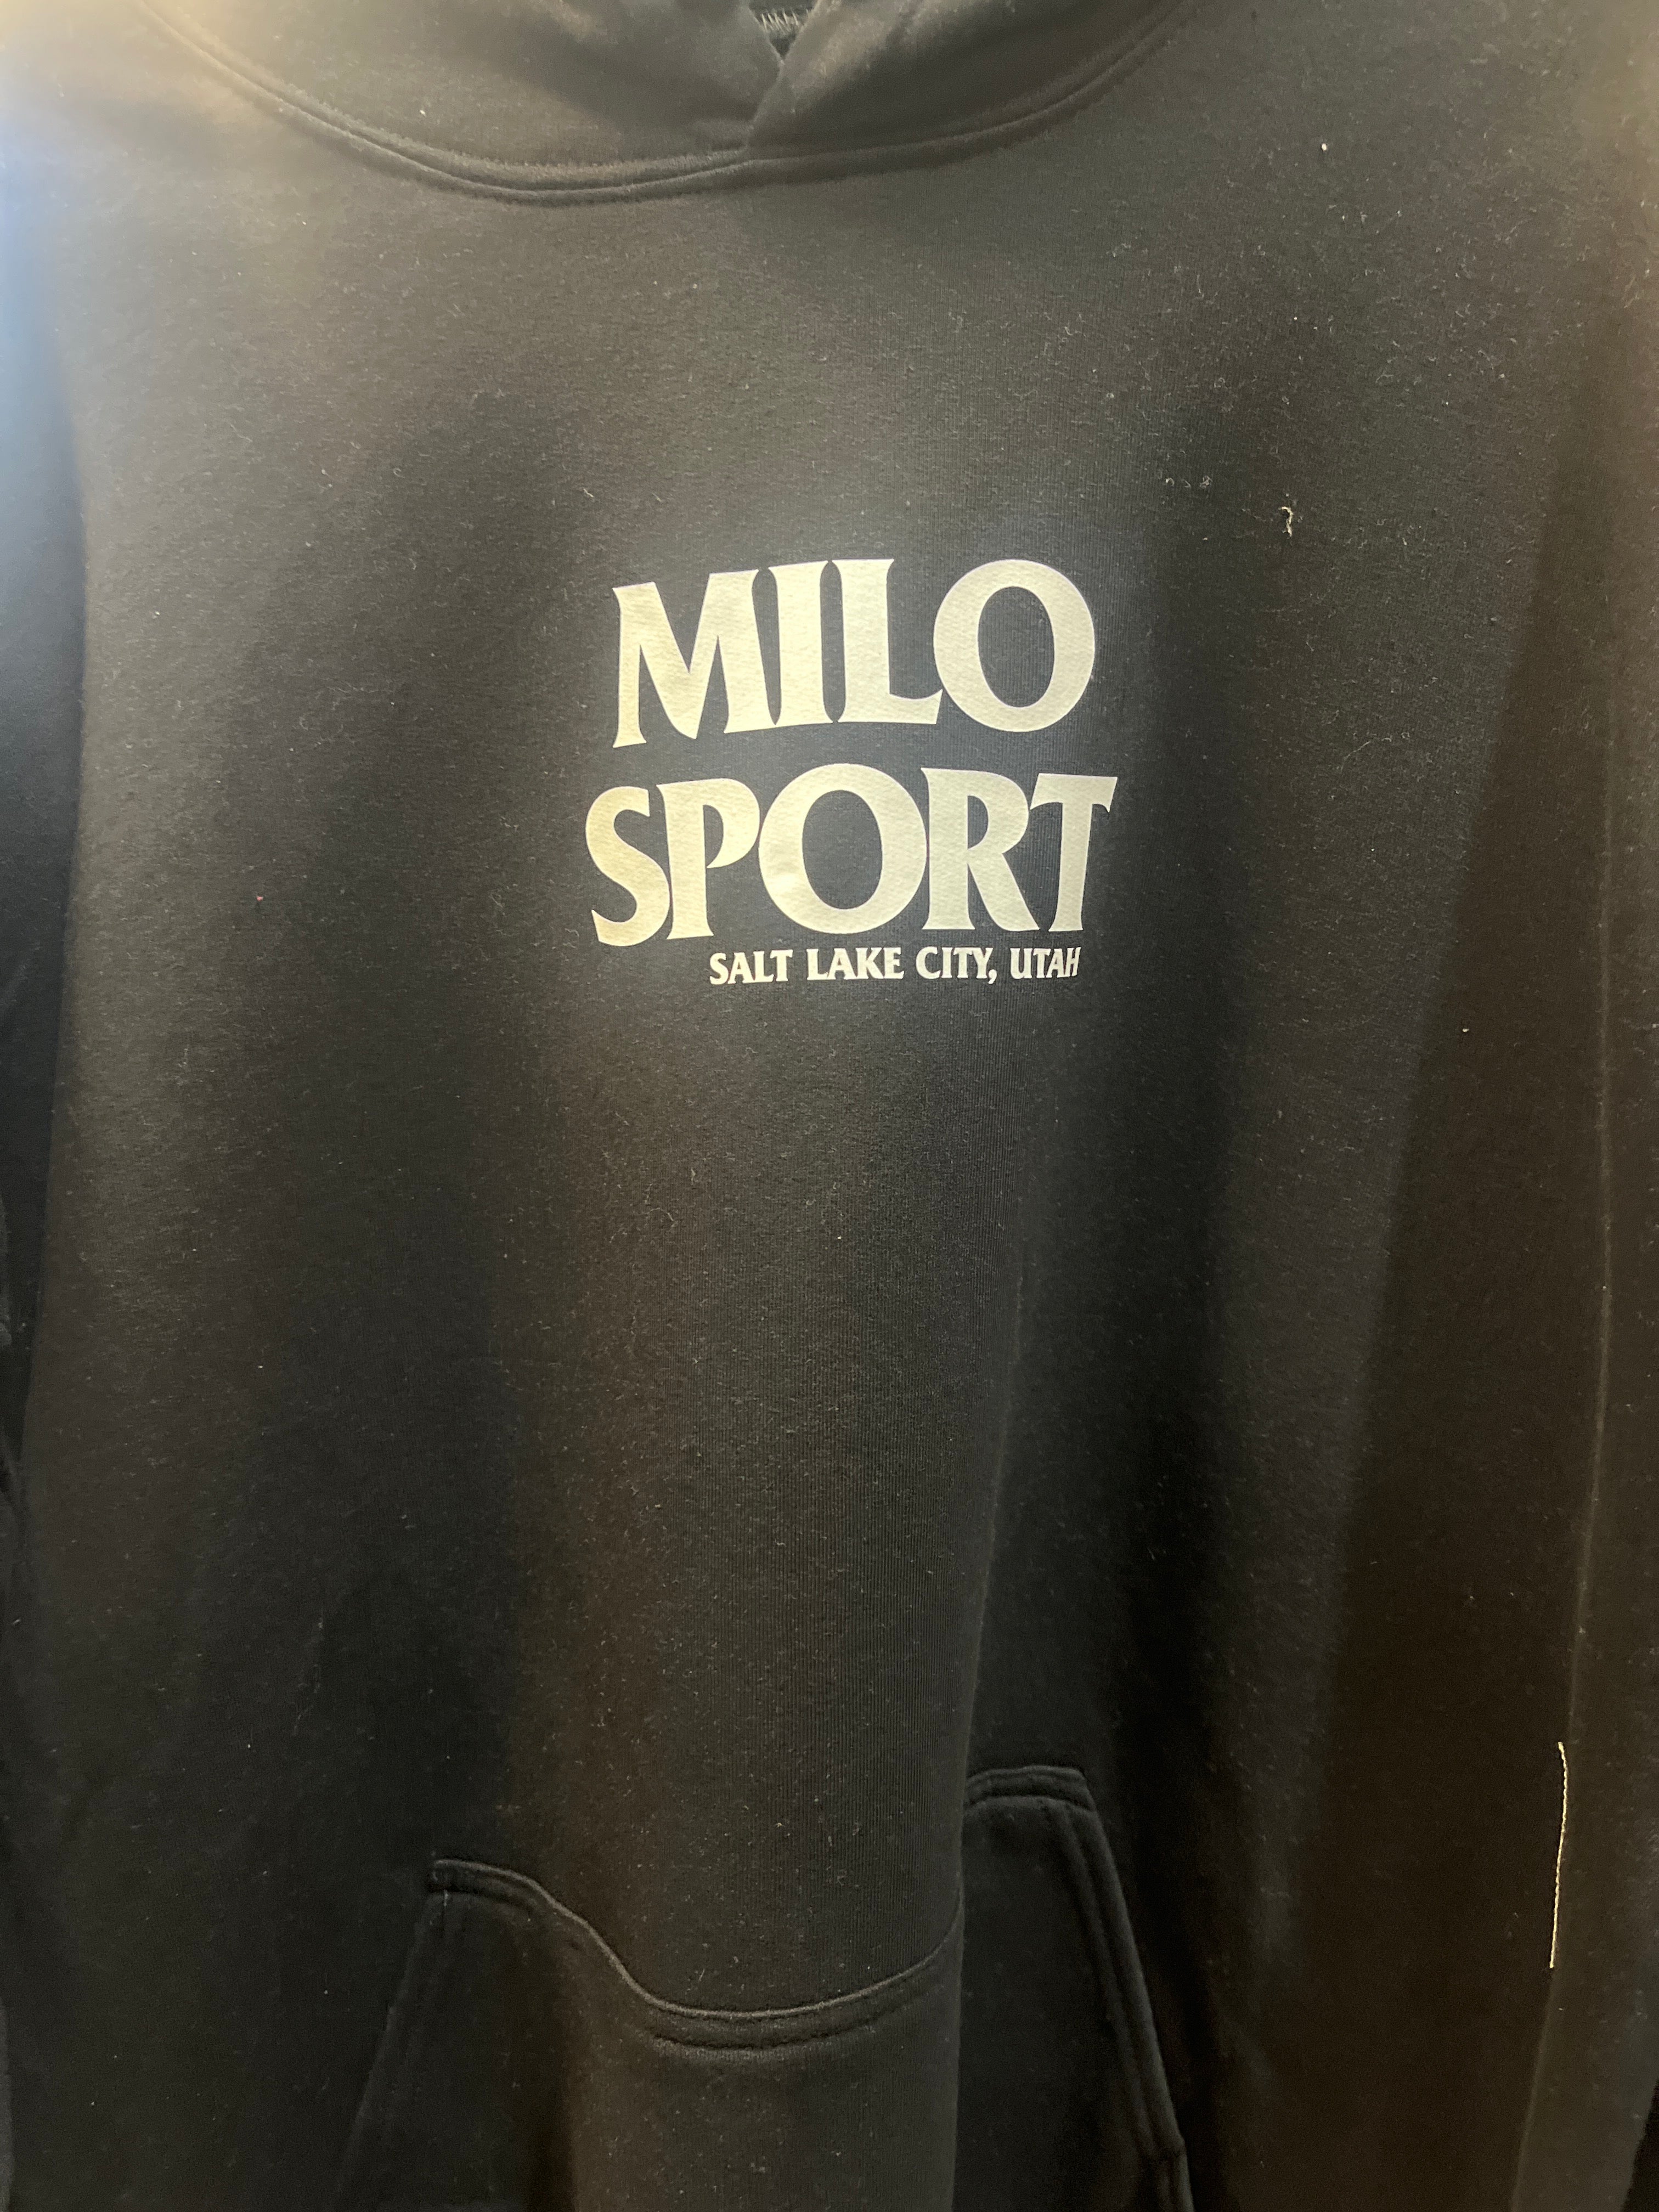 MILO
SPORT
SALT LAKE CITY, UTAH